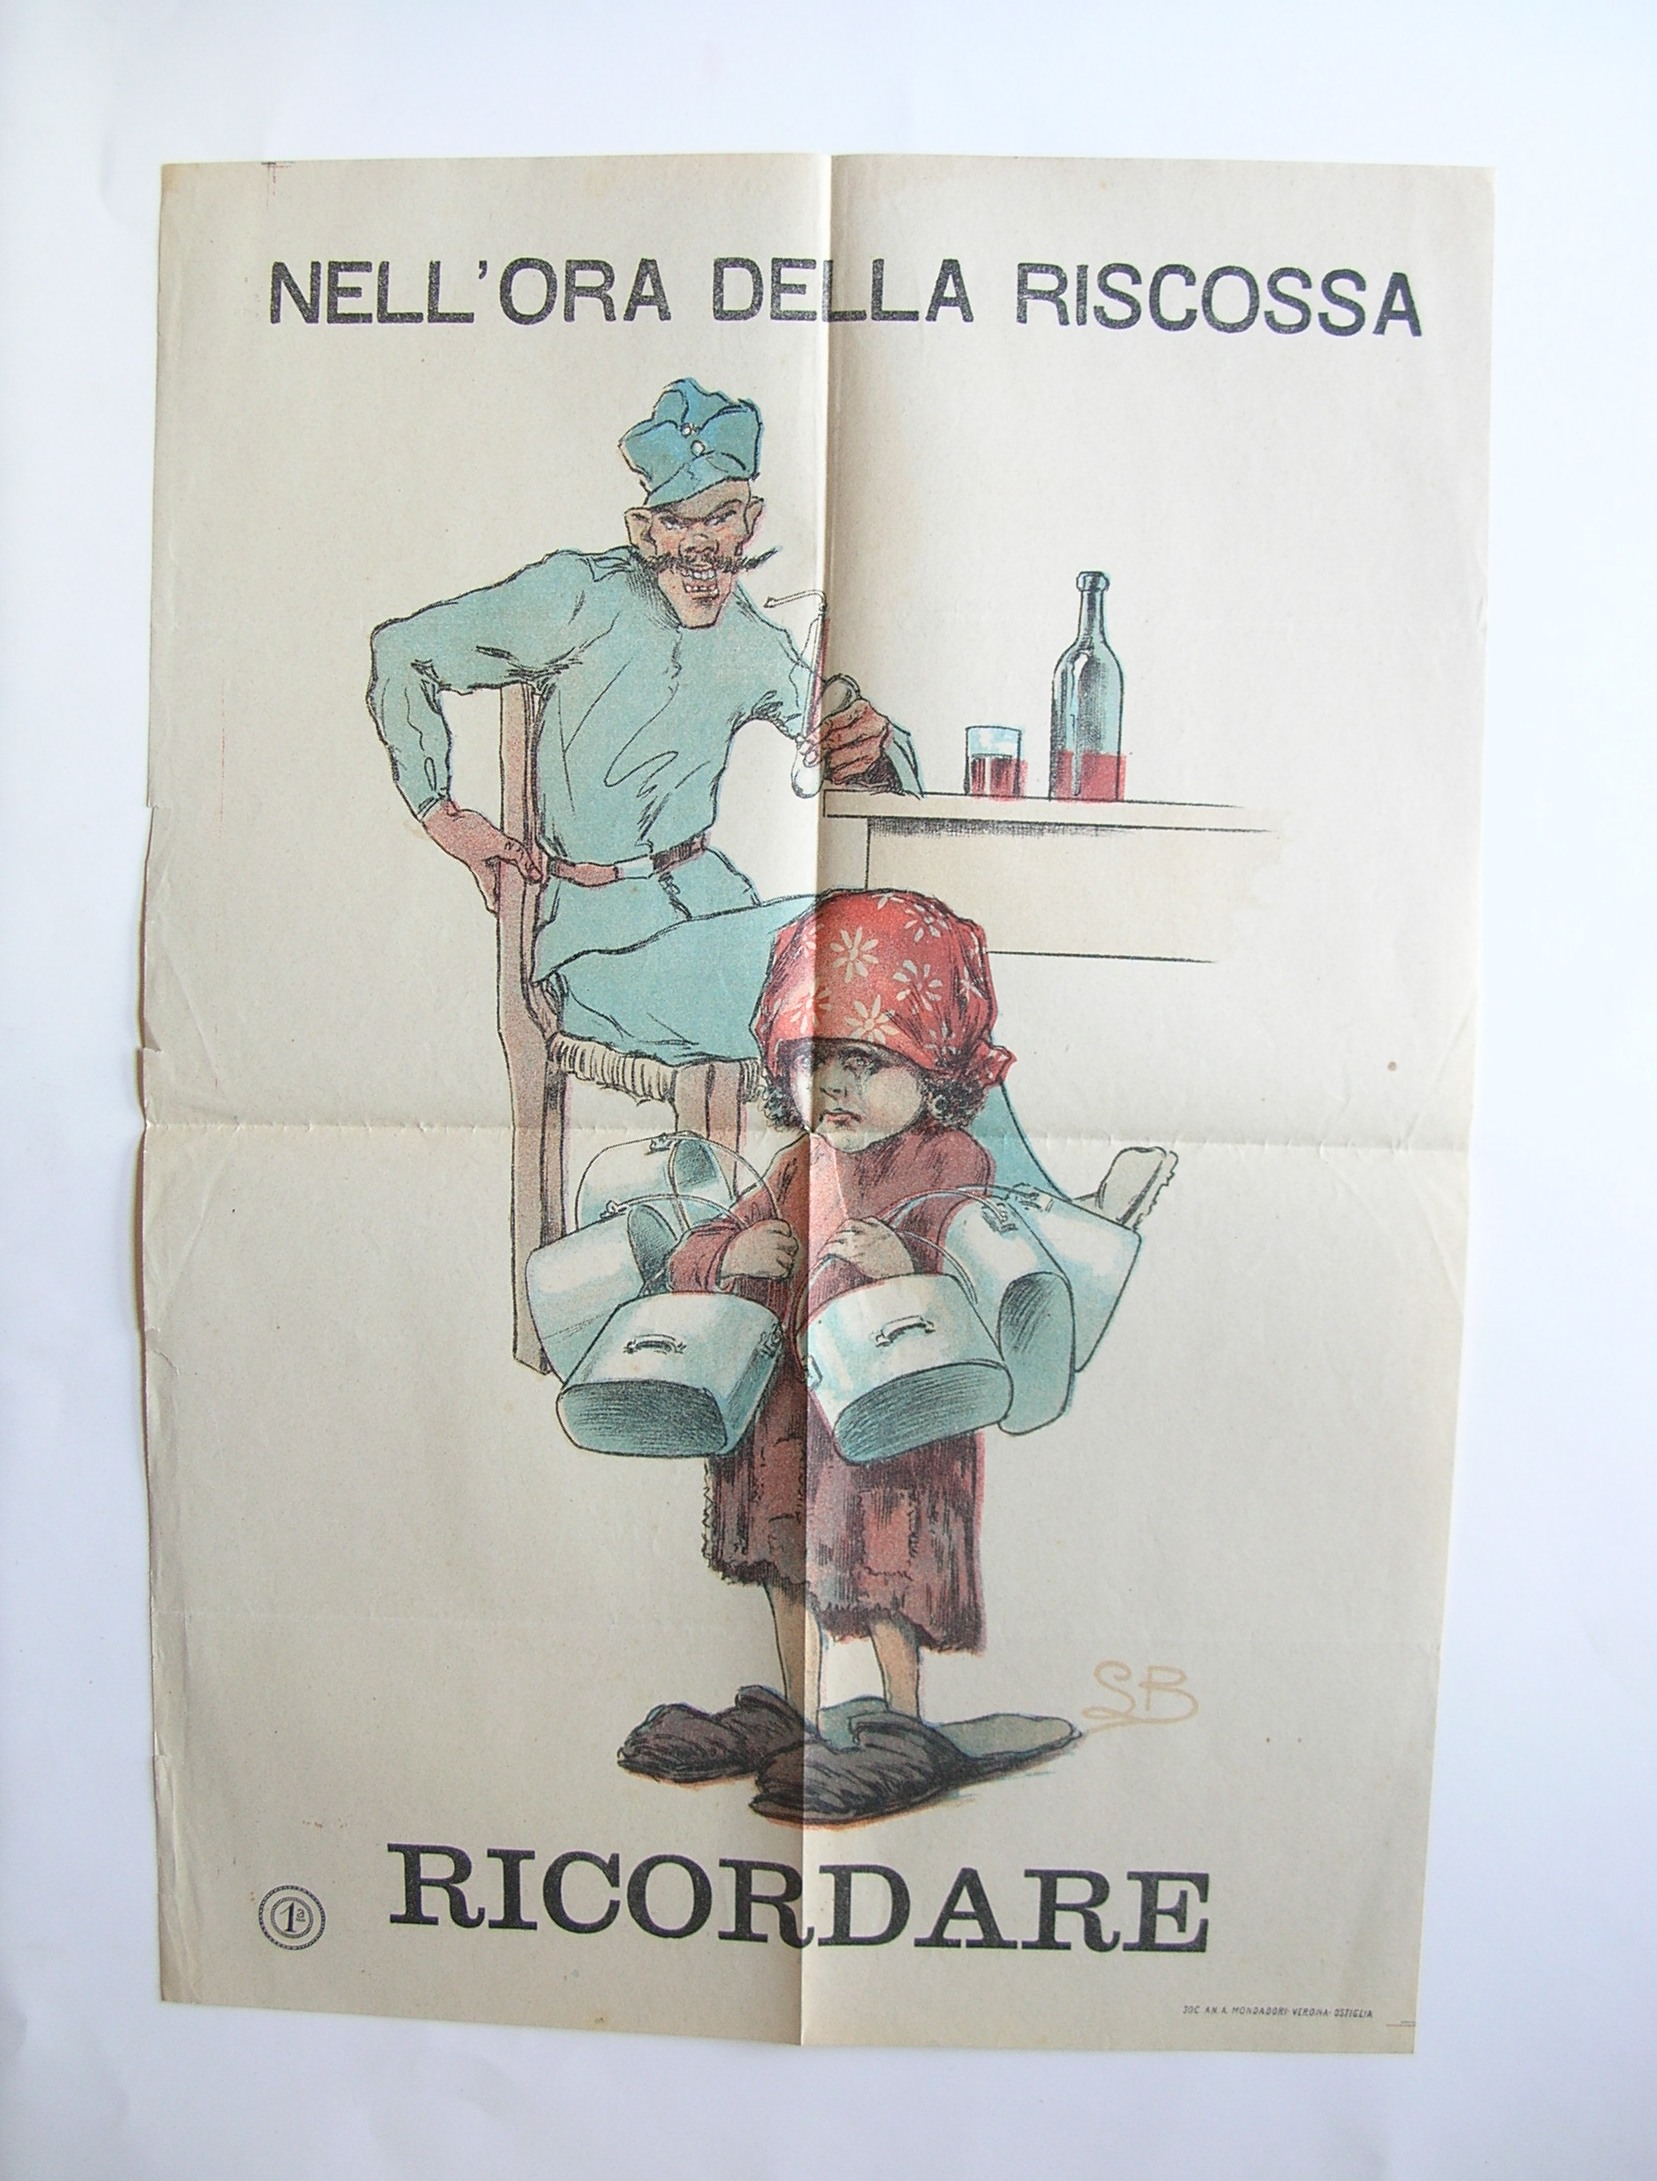 NELL'ORA DELLA RISCOSSA
SB
RICORDARE
1ª
SOC. AN. A. MONDADORI-VERONA-OSTIGLIA